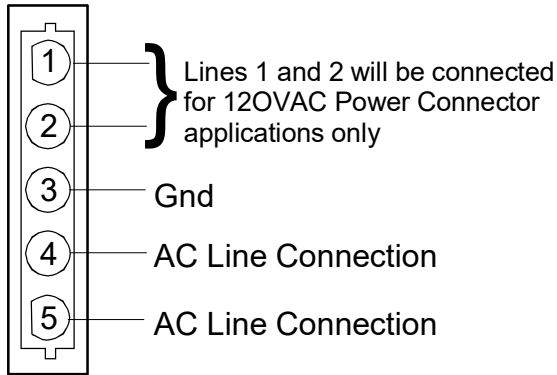 1
2
Lines 1 and 2 will be connected
for 12OVAC Power Connector
applications only
3 Gnd
4 AC Line Connection
5 AC Line Connection